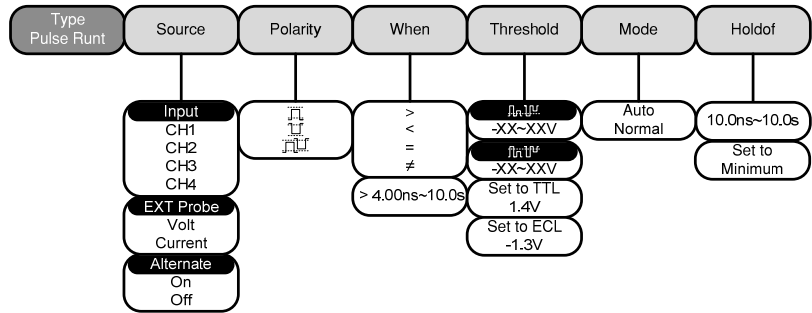 Type
Pulse Runt
Source
Polarity
When
Threshold
Mode
Holdof
Input
CH1
CH2
CH3
CH4
EXT Probe
Volt
Current
Alternate
On
Off
>
<
=
≠
> 4.00ns~10.0s
-XX~XXV
-XX~XXV
Set to TTL
1.4V
Set to ECL
-1.3V
Auto
Normal
10.0ns~10.0s
Set to
Minimum